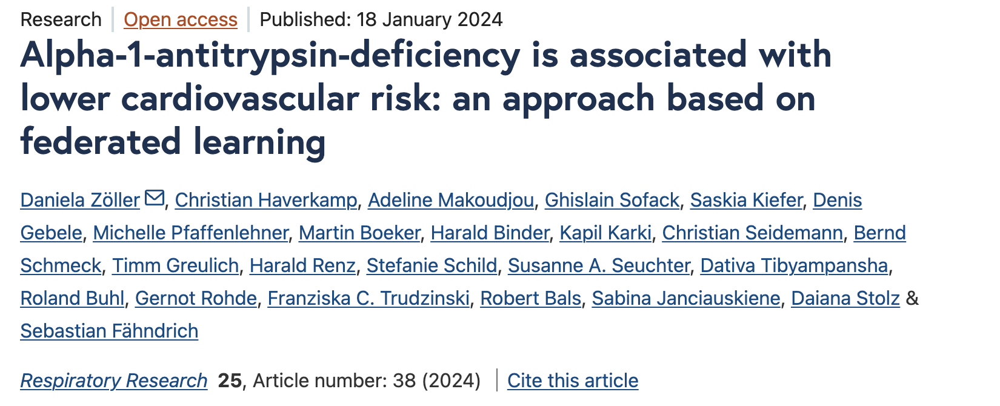 Research | Open access | Published: 18 January 2024
Alpha-1-antitrypsin-deficiency is associated with
lower cardiovascular risk: an approach based on
federated learning
Daniela Zöller, Christian Haverkamp, Adeline Makoudjou, Ghislain Sofack, Saskia Kiefer, Denis
Gebele, Michelle Pfaffenlehner, Martin Boeker, Harald Binder, Kapil Karki, Christian Seidemann, Bernd
Schmeck, Timm Greulich, Harald Renz, Stefanie Schild, Susanne A. Seuchter, Dativa Tibyampansha,
Roland Buhl, Gernot Rohde, Franziska C. Trudzinski, Robert Bals, Sabina Janciauskiene, Daiana Stolz &
Sebastian Fähndrich
Respiratory Research 25, Article number: 38 (2024) | Cite this article